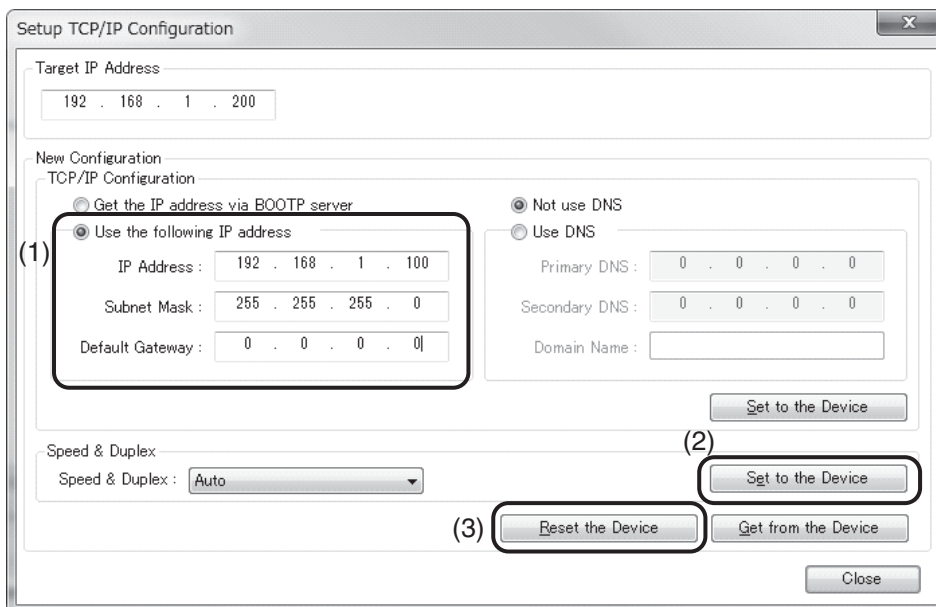 Setup TCP/IP Configuration
x
Target IP Address
192 . 168 . 1 . 200
New Configuration
TCP/IP Configuration
Get the IP address via BOOTP server
(1)
Use the following IP address
IP Address : 192 . 168 . 1 . 100
Subnet Mask : 255 . 255 . 255 . 0
Default Gateway : 0 . 0 . 0 . 0
Not use DNS
Use DNS
Primary DNS : 0 . 0 . 0 . 0
Secondary DNS : 0 . 0 . 0 . 0
Domain Name :
Set to the Device
Speed & Duplex
Speed & Duplex : Auto
(2)
Set to the Device
(3)
Reset the Device
Get from the Device
Close